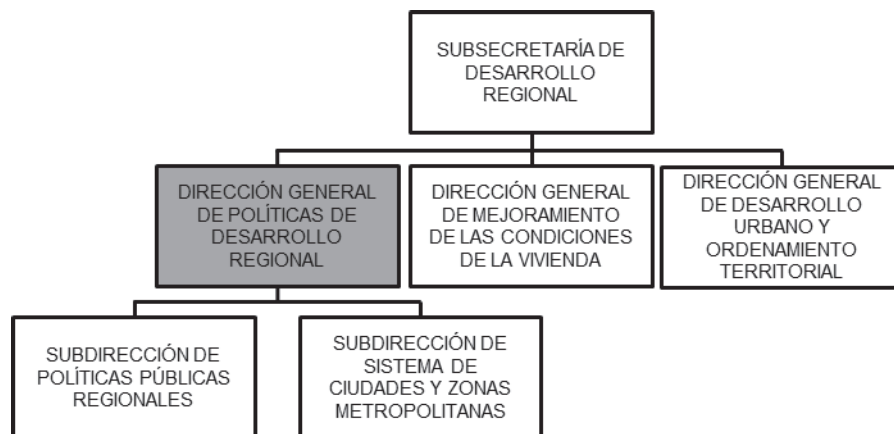 SUBSECRETARÍA DE
DESARROLLO
REGIONAL
DIRECCIÓN GENERAL
DE POLÍTICAS DE
DESARROLLO
REGIONAL
DIRECCIÓN GENERAL
DE MEJORAMIENTO
DE LAS CONDICIONES
DE LA VIVIENDA
DIRECCIÓN GENERAL
DE DESARROLLO
URBANO Y
ORDENAMIENTO
TERRITORIAL
SUBDIRECCIÓN DE
POLÍTICAS PÚBLICAS
REGIONALES
SUBDIRECCIÓN DE
SISTEMA DE
CIUDADES Y ZONAS
METROPOLITANAS